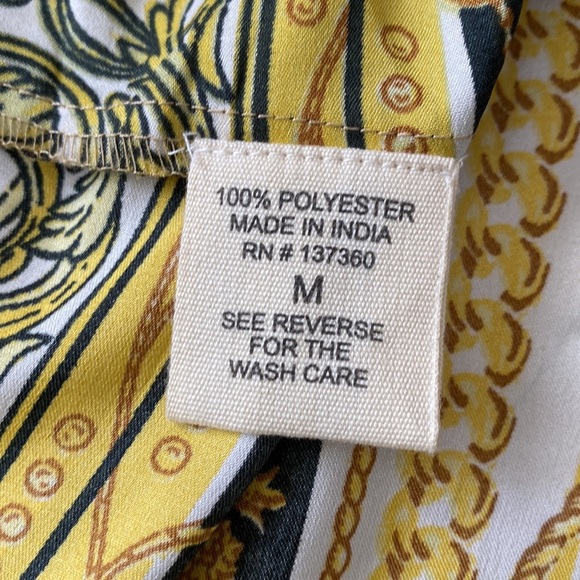 100% POLYESTER
MADE IN INDIA
RN # 137360
M
SEE REVERSE
FOR THE
WASH CARE